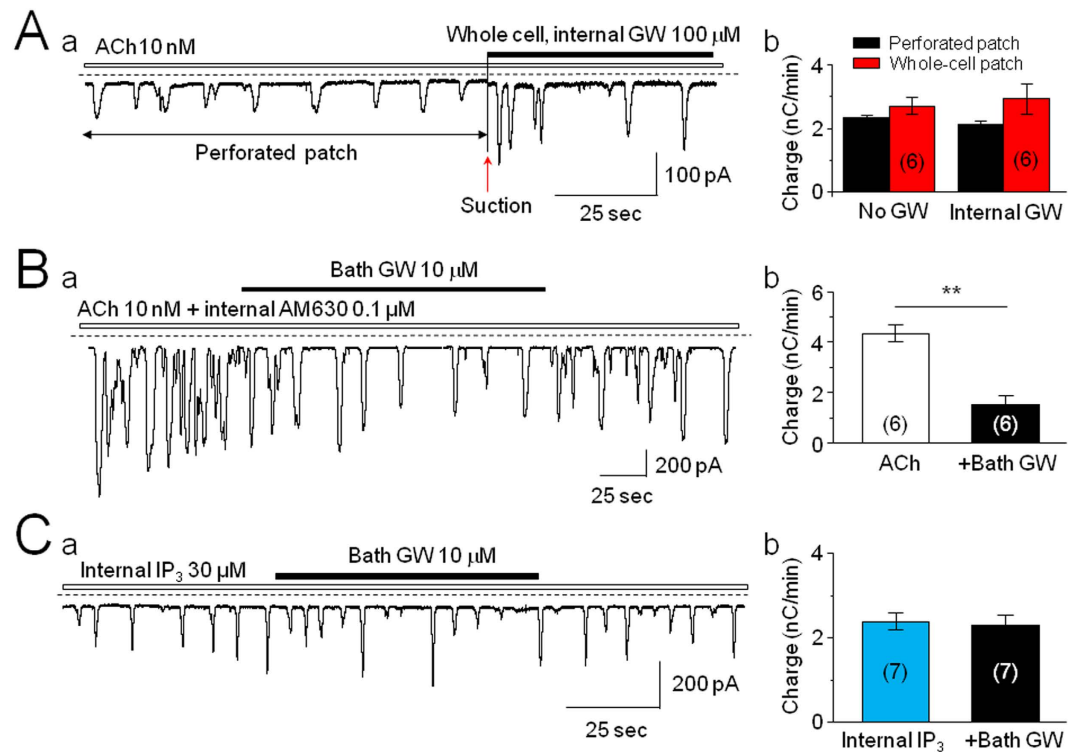 A
a
ACh 10 nM
Whole cell, internal GW 100 μM
Perforated patch
Suction
100 pA
25 sec
b
Perforated patch
Whole-cell patch
Charge (nC/min)
4
2
0
(6)
(6)
No GW
Internal GW
B
a
Bath GW 10 μM
ACh 10 nM + internal AM630 0.1 μM
200 pA
25 sec
b
Charge (nC/min)
6
4
2
0
**
(6)
(6)
ACh
+Bath GW
C
a
Internal IP₃ 30 μM
Bath GW 10 μM
200 pA
25 sec
b
Charge (nC/min)
4
2
0
(7)
(7)
Internal IP₃
+Bath GW